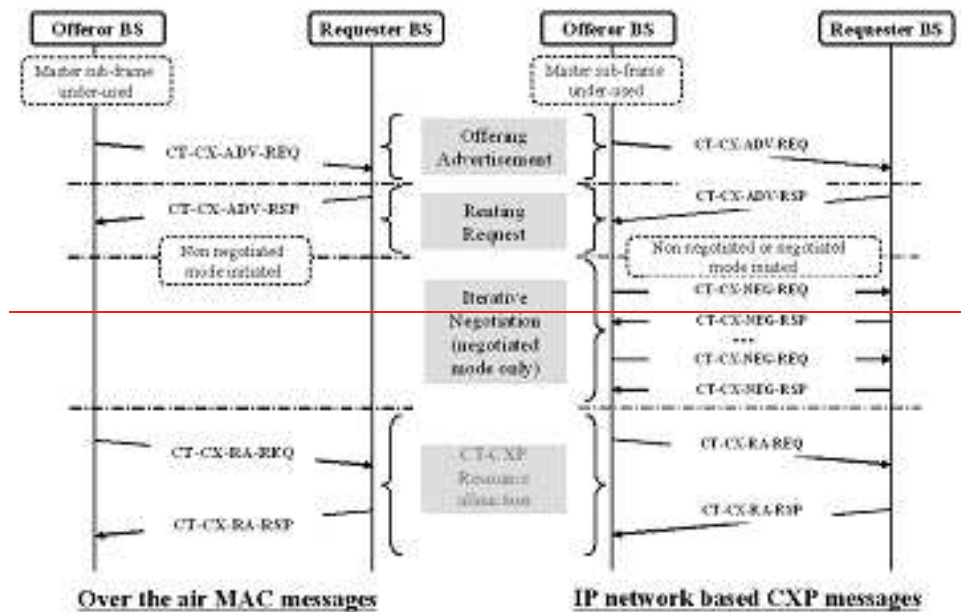 Offeror BS
Requester BS
Offeror BS
Requester BS
Master sub-frame
under-used
Master sub-frame
under-used
Offering
Advertisement
CT-CX-ADV-REQ
CT-CX-ADV-REQ
CT-CX-ADV-RSP
Renting
Request
CT-CX-ADV-RSP
Non negotiated
mode initiated
Non negotiated or negotiated
mode
Iterative
Negotiation
(negotiated
mode only)
CT-CX-NEG-REQ
CT-CX-NEG-RSP
...
CT-CX-NEG-REQ
CT-CX-NEG-RSP
CT-CX-RA-REQ
CT-CXP
Resource
CT-CX-RA-REQ
CT-CX-RA-RSP
CT-CX-RA-RSP
Over the air MAC messages
IP network based CXP messages